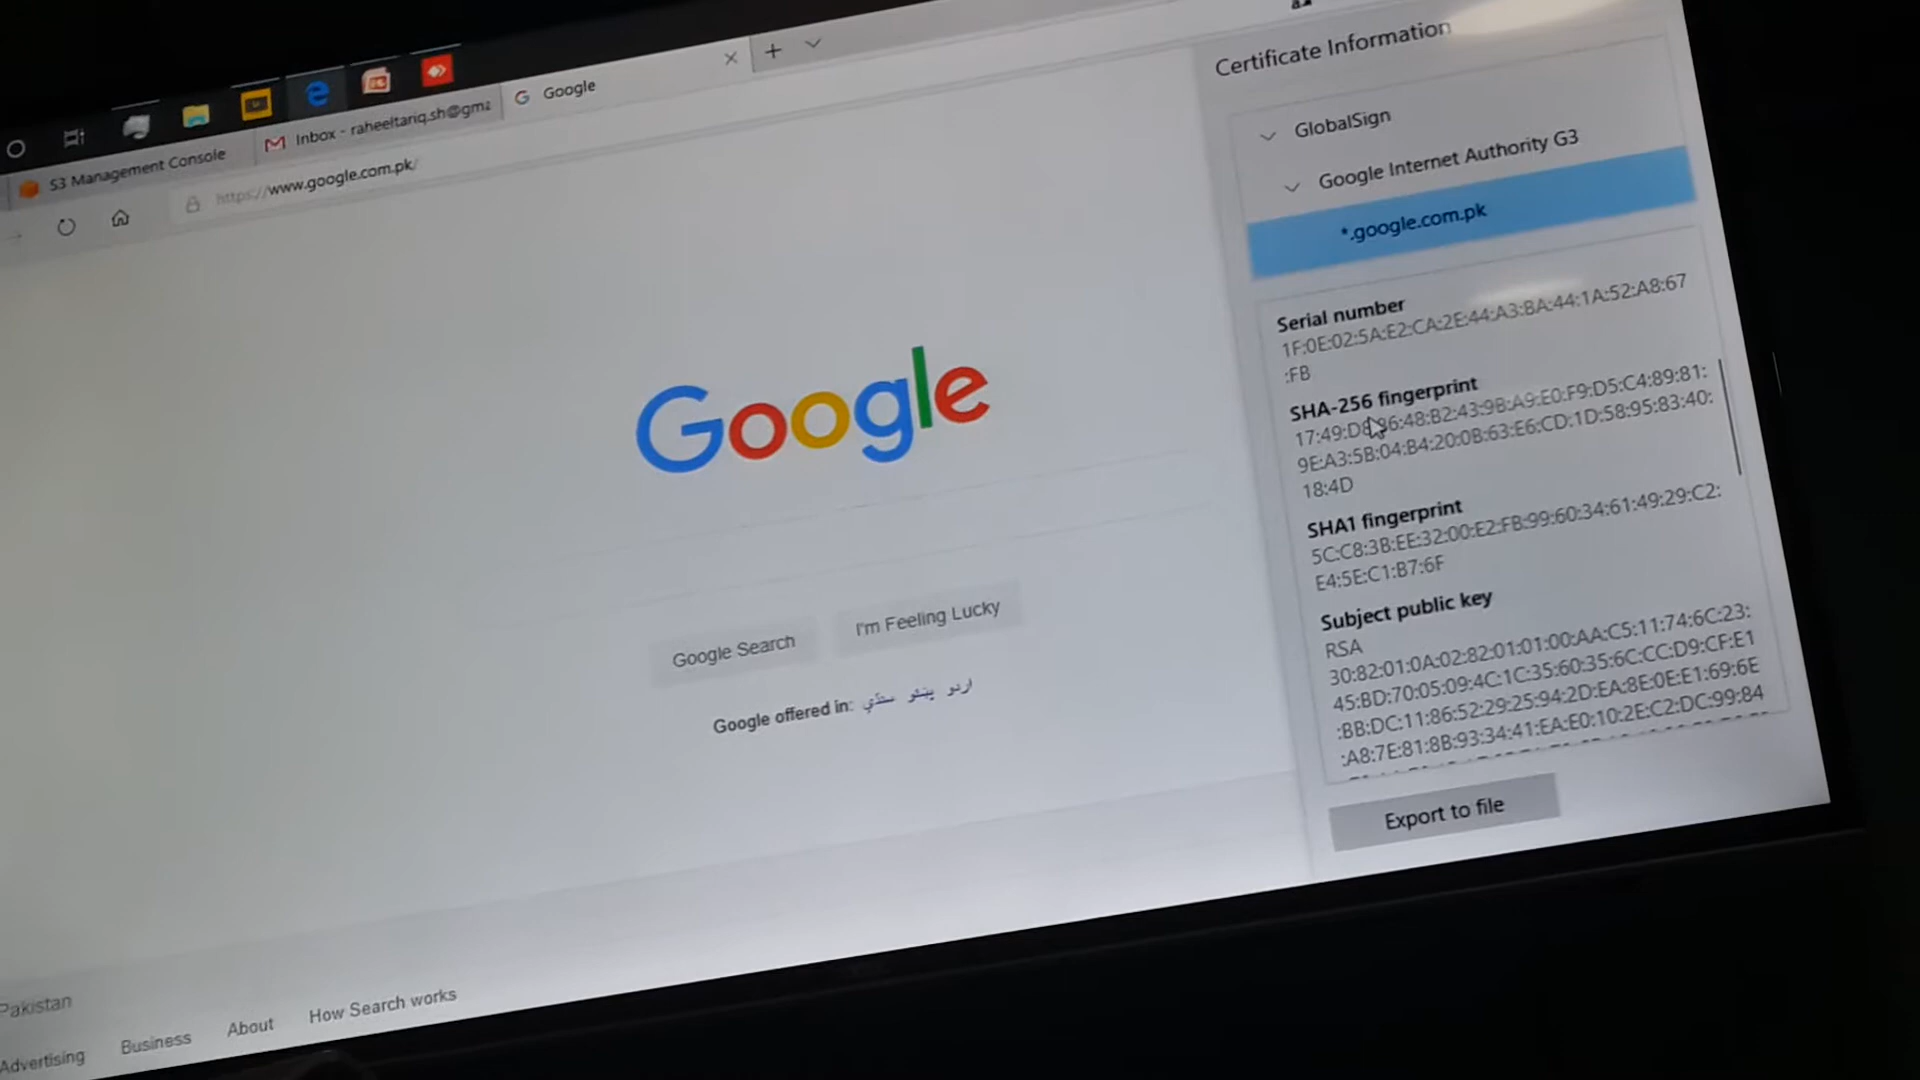 S3 Management Console
Inbox - raheeltariq.sh@gma
Google
https://www.google.com.pk/
Google
Google Search
I'm Feeling Lucky
Google offered in: اردو پښتو سنڌي
Pakistan
Advertising Business About How Search works
Certificate Information
GlobalSign
Google Internet Authority G3
*.google.com.pk
Serial number
1F:0E:02:5A:E2:CA:2E:44:A3:BA:44:1A:52:A8:67
:FB
SHA-256 fingerprint
17:49:D8:86:48:B2:43:9B:A9:E0:F9:D5:C4:89:81:
9E:A3:5B:04:B4:20:0B:63:E6:CD:1D:58:95:83:40:
18:4D
SHA1 fingerprint
5C:C8:3B:EE:32:00:E2:FB:99:60:34:61:49:29:C2:
E4:5E:C1:B7:6F
Subject public key
RSA
30:82:01:0A:02:82:01:01:00:AA:C5:11:74:6C:23:
45:BD:70:05:09:4C:1C:35:60:35:6C:CC:D9:CF:E1
:BB:DC:11:86:52:29:25:94:2D:EA:8E:0E:E1:69:6E
:A8:7E:81:8B:93:34:41:EA:E0:10:2E:C2:DC:99:84
Export to file